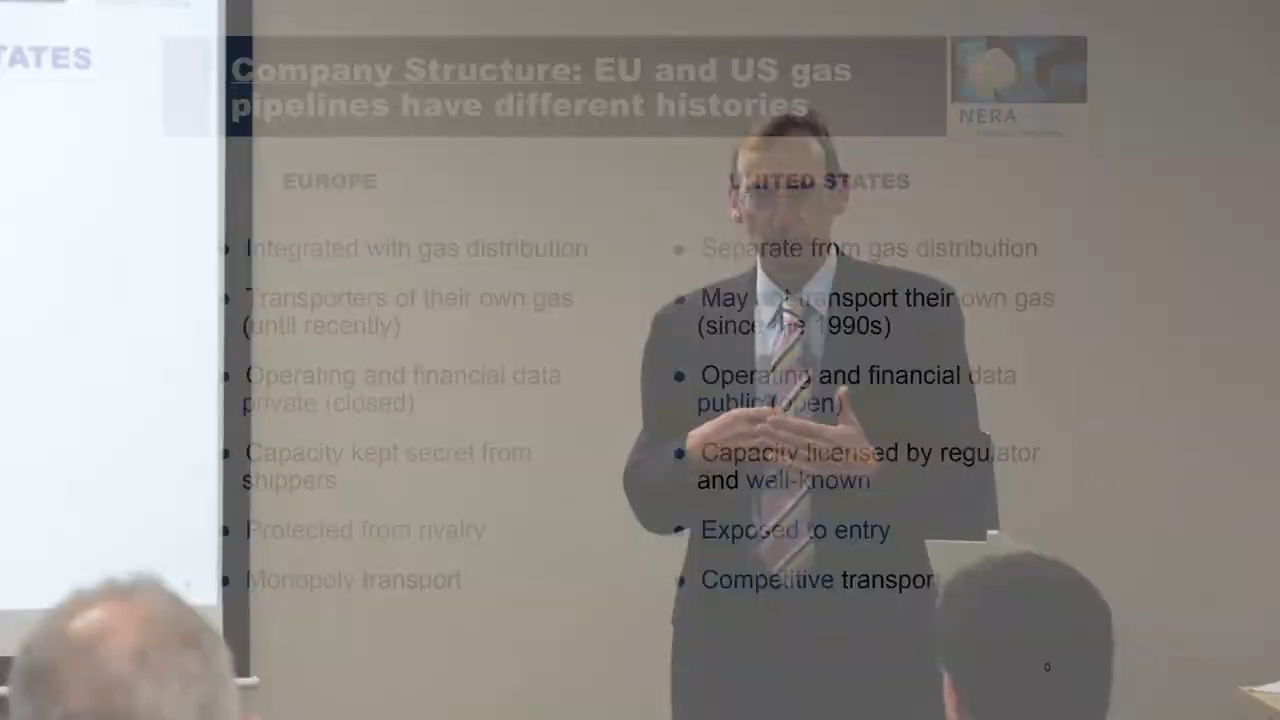 TATES
Company Structure: EU and US gas
pipelines have different histories
NERA
EUROPE
UNITED STATES
• Integrated with gas distribution
• Transporters of their own gas
(until recently)
• Operating and financial data
private (closed)
• Capacity kept secret from
shippers
• Protected from rivalry
• Monopoly transport
• Separate from gas distribution
• May not transport their own gas
(since the 1990s)
• Operating and financial data
public (open)
• Capacity licensed by regulator
and well-known
• Exposed to entry
• Competitive transpor
0